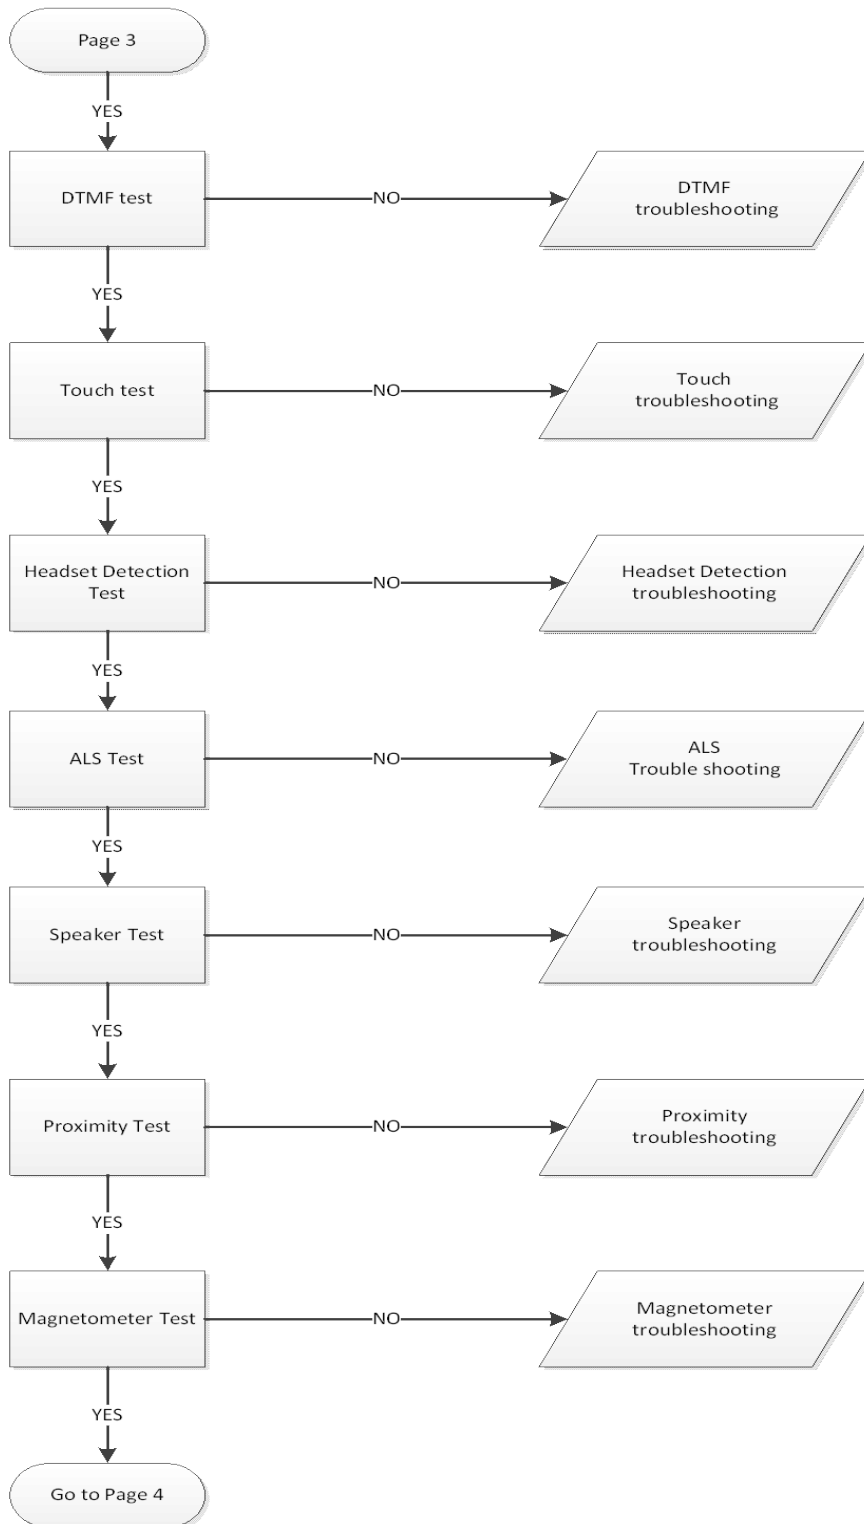 Page 3
YES
DTMF test
NO
DTMF
troubleshooting
YES
Touch test
NO
Touch
troubleshooting
YES
Headset Detection
Test
NO
Headset Detection
troubleshooting
YES
ALS Test
NO
ALS
Trouble shooting
YES
Speaker Test
NO
Speaker
troubleshooting
YES
Proximity Test
NO
Proximity
troubleshooting
YES
Magnetometer Test
NO
Magnetometer
troubleshooting
YES
Go to Page 4